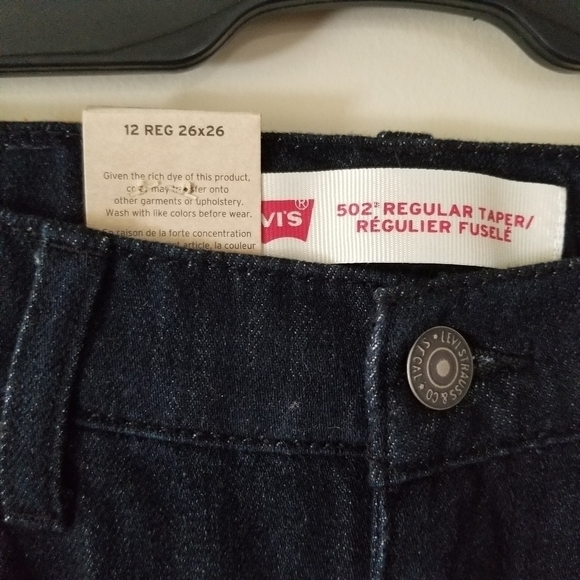 12 REG 26x26
Given the rich dye of this product,
may transfer onto
other garments or upholstery.
Wash with like colors before wear.
En raison de la forte concentration
article, la couleur
VI'S®
502™ REGULAR TAPER/
RÉGULIER FUSELÉ
LEVI STRAUSS & CO • S.F. CAL •